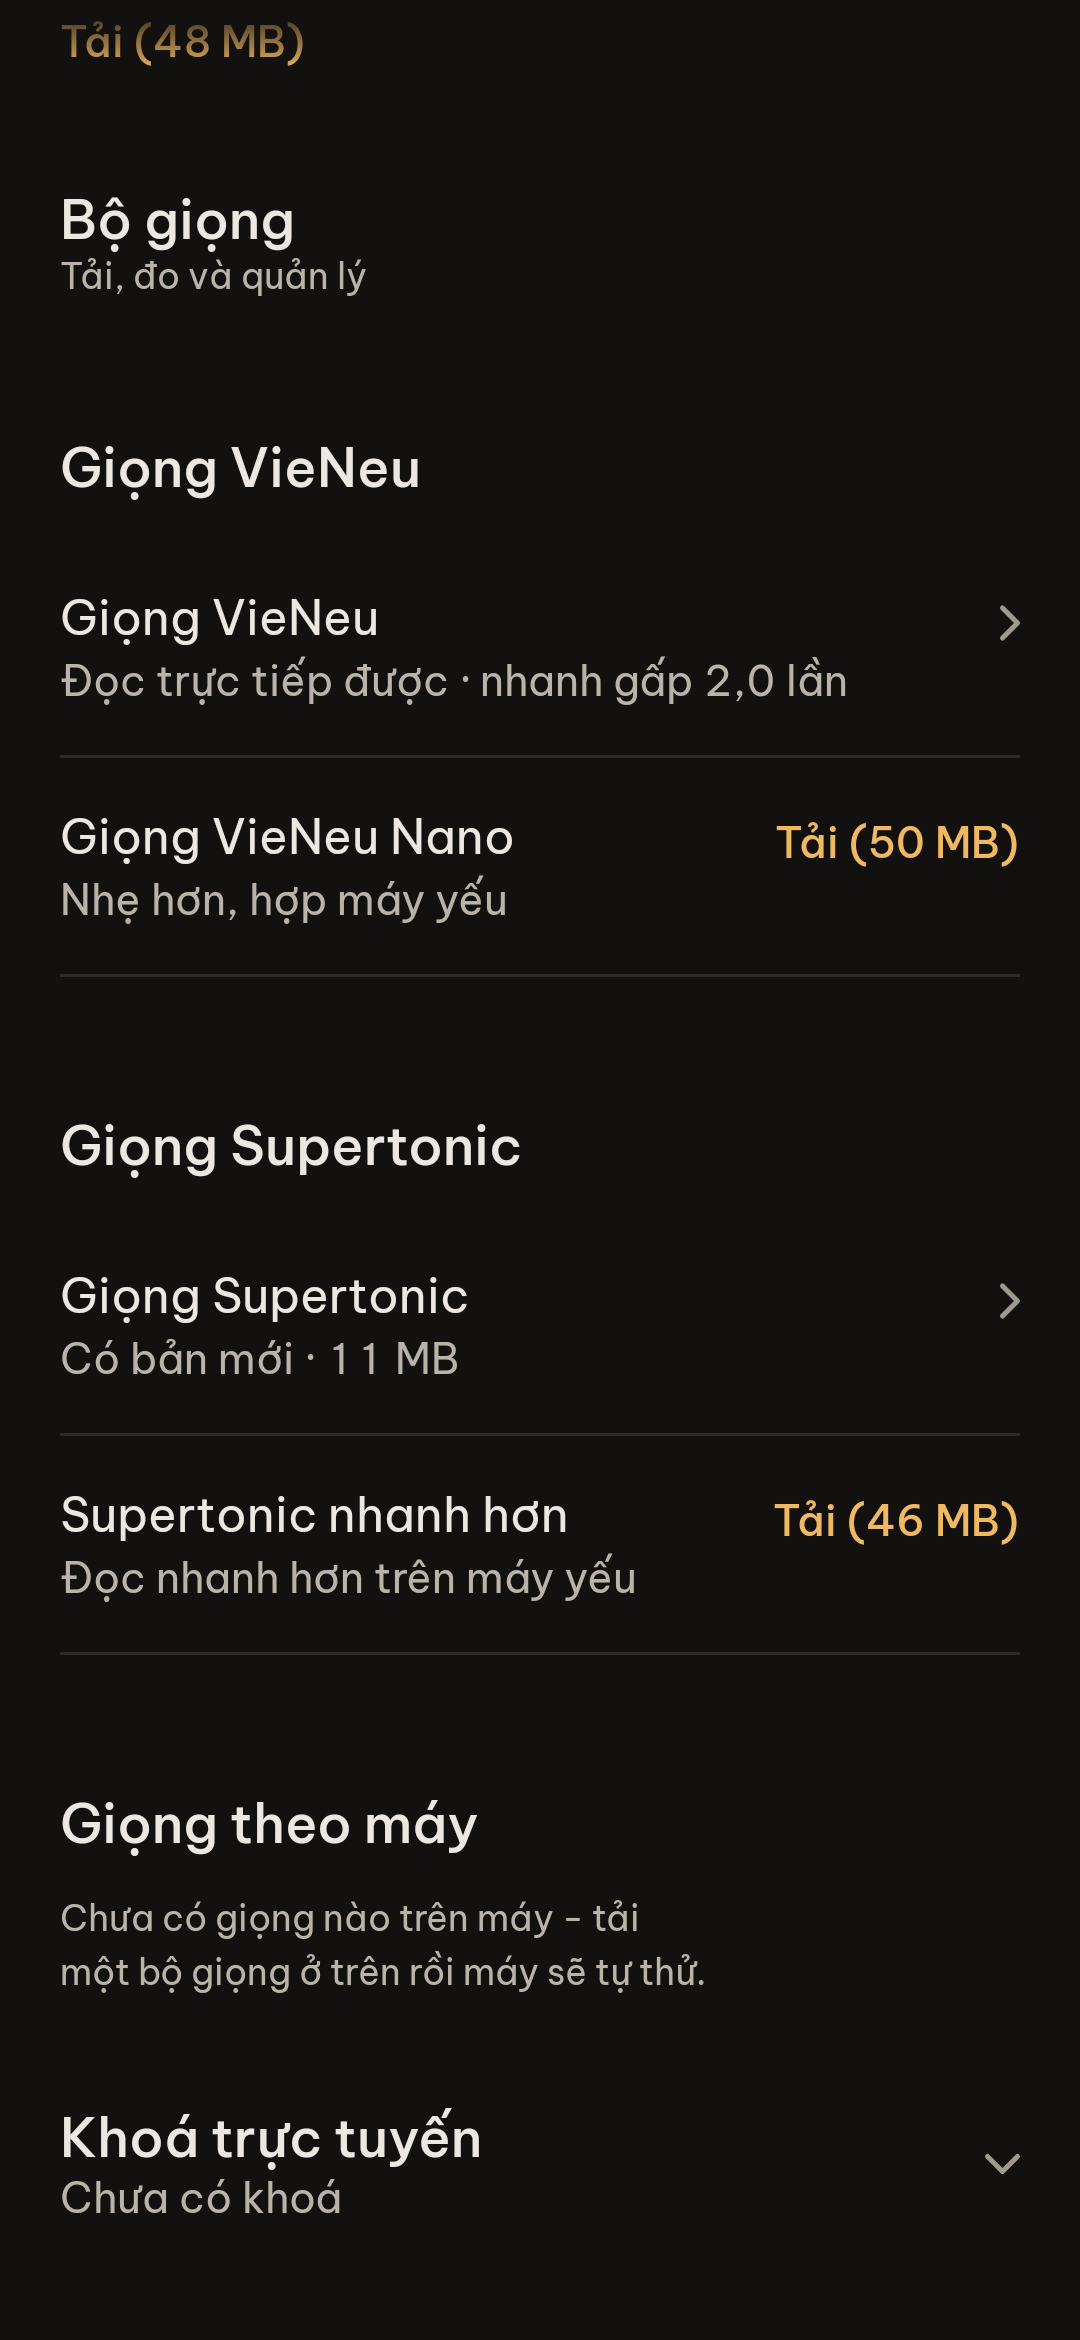 Tải (48 MB)
Bộ giọng
Tải, đo và quản lý
Giọng VieNeu
Giọng VieNeu
Đọc trực tiếp được · nhanh gấp 2,0 lần
Giọng VieNeu Nano
Tải (50 MB)
Nhẹ hơn, hợp máy yếu
Giọng Supertonic
Giọng Supertonic
Có bản mới · 11 MB
Supertonic nhanh hơn
Tải (46 MB)
Đọc nhanh hơn trên máy yếu
Giọng theo máy
Chưa có giọng nào trên máy – tải
một bộ giọng ở trên rồi máy sẽ tự thử.
Khoá trực tuyến
Chưa có khoá